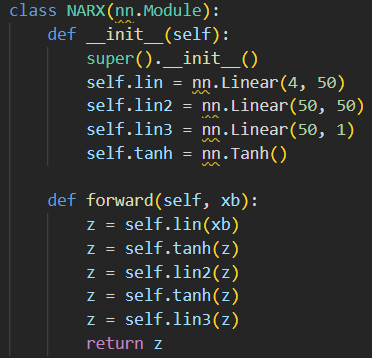 class NARX(nn.Module):
    def __init__(self):
        super().__init__()
        self.lin = nn.Linear(4, 50)
        self.lin2 = nn.Linear(50, 50)
        self.lin3 = nn.Linear(50, 1)
        self.tanh = nn.Tanh()

    def forward(self, xb):
        z = self.lin(xb)
        z = self.tanh(z)
        z = self.lin2(z)
        z = self.tanh(z)
        z = self.lin3(z)
        return z